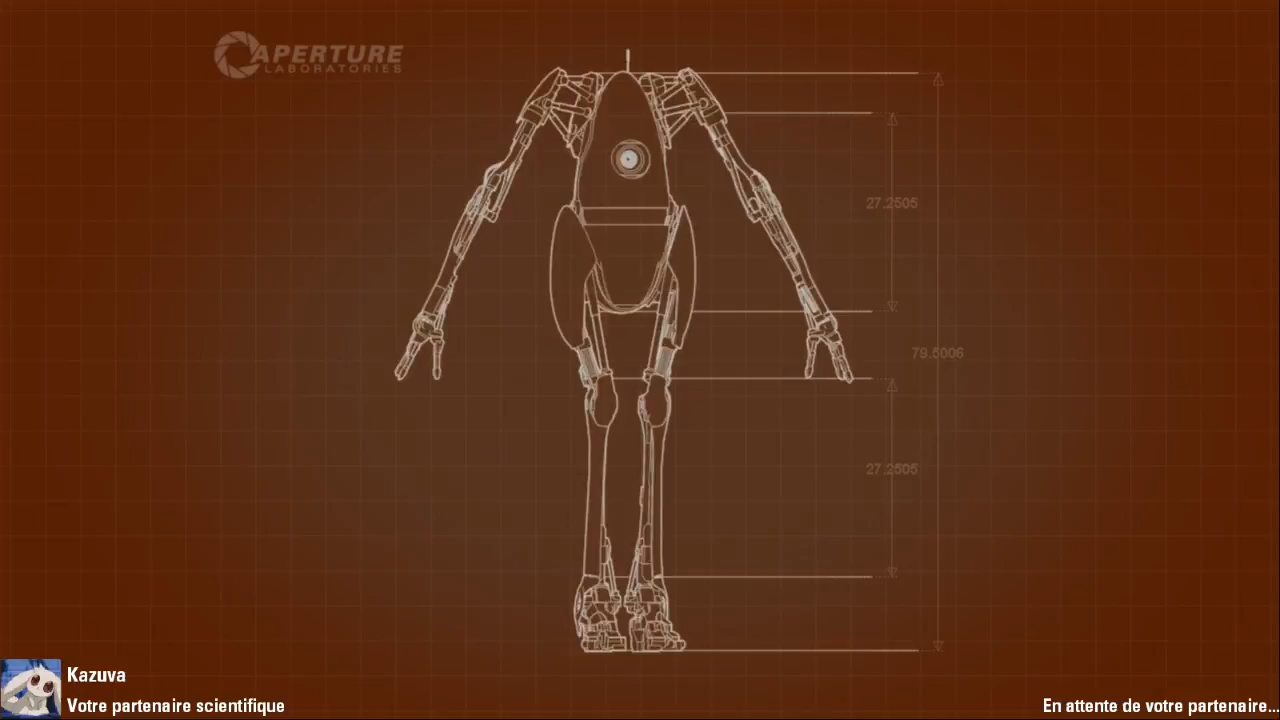 APERTURE
LABORATORIES
27.2505
79.5006
27.2505
Kazuva
Votre partenaire scientifique
En attente de votre partenaire...